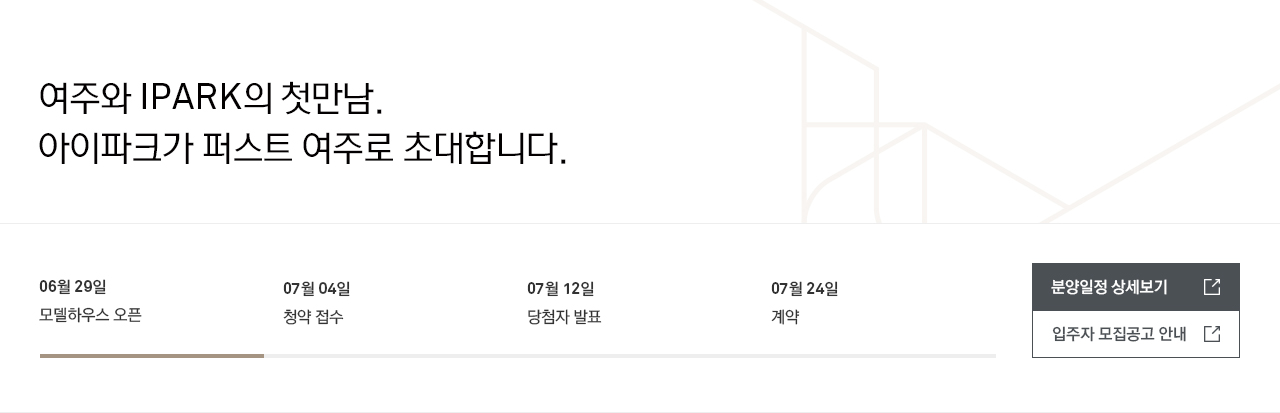 여주와 IPARK의 첫만남.
아이파크가 퍼스트 여주로 초대합니다.
06월 29일
모델하우스 오픈
07월 04일
청약 접수
07월 12일
당첨자 발표
07월 24일
계약
분양일정 상세보기
입주자 모집공고 안내